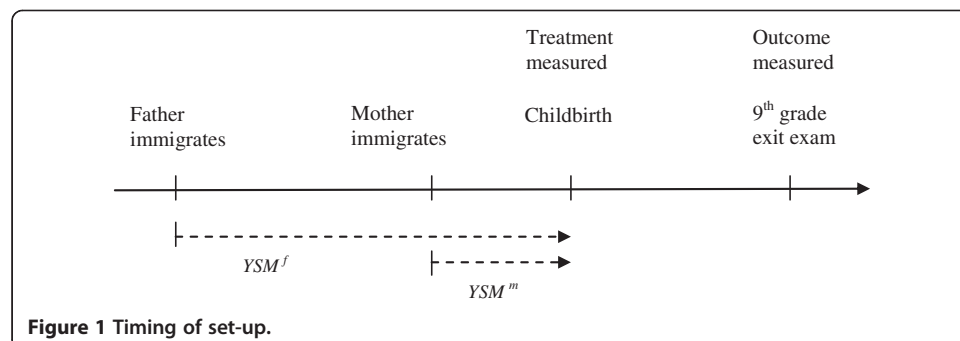 Treatment
measured
Outcome
measured
Father
immigrates
Mother
immigrates
Childbirth
9th grade
exit exam
YSM f
YSM m
Figure 1 Timing of set-up.